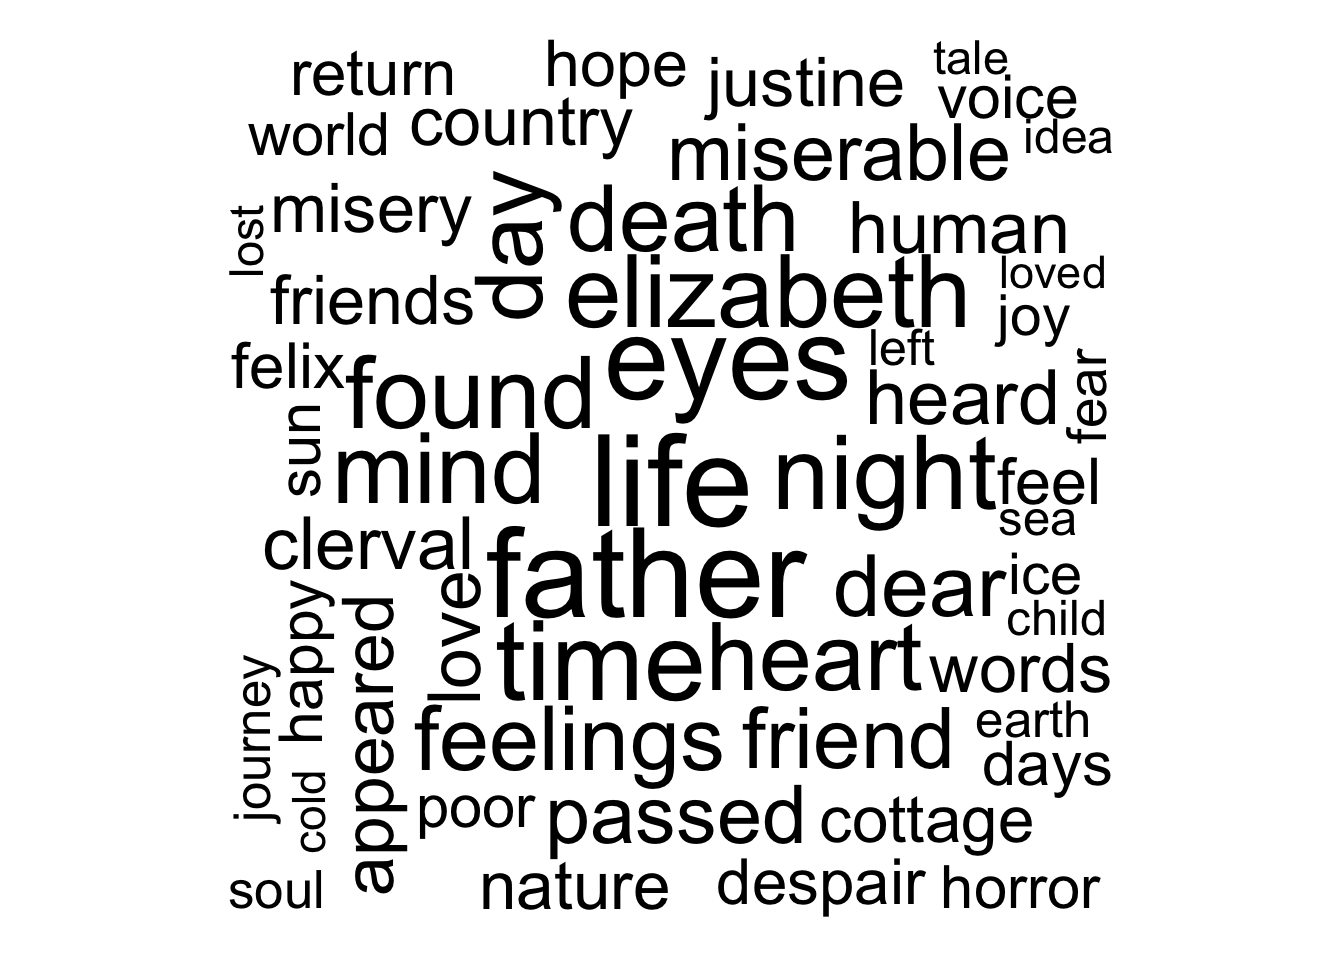 return hope justine tale
voice
world country idea
miserable
misery day death human
lost
friends elizabeth loved
joy
felix found eyes left
heard fear
sun mind life night feel
sea
clerval father dear ice
child
happy appeared love time heart words
journey feelings friend earth
days
cold poor passed cottage
soul nature despair horror